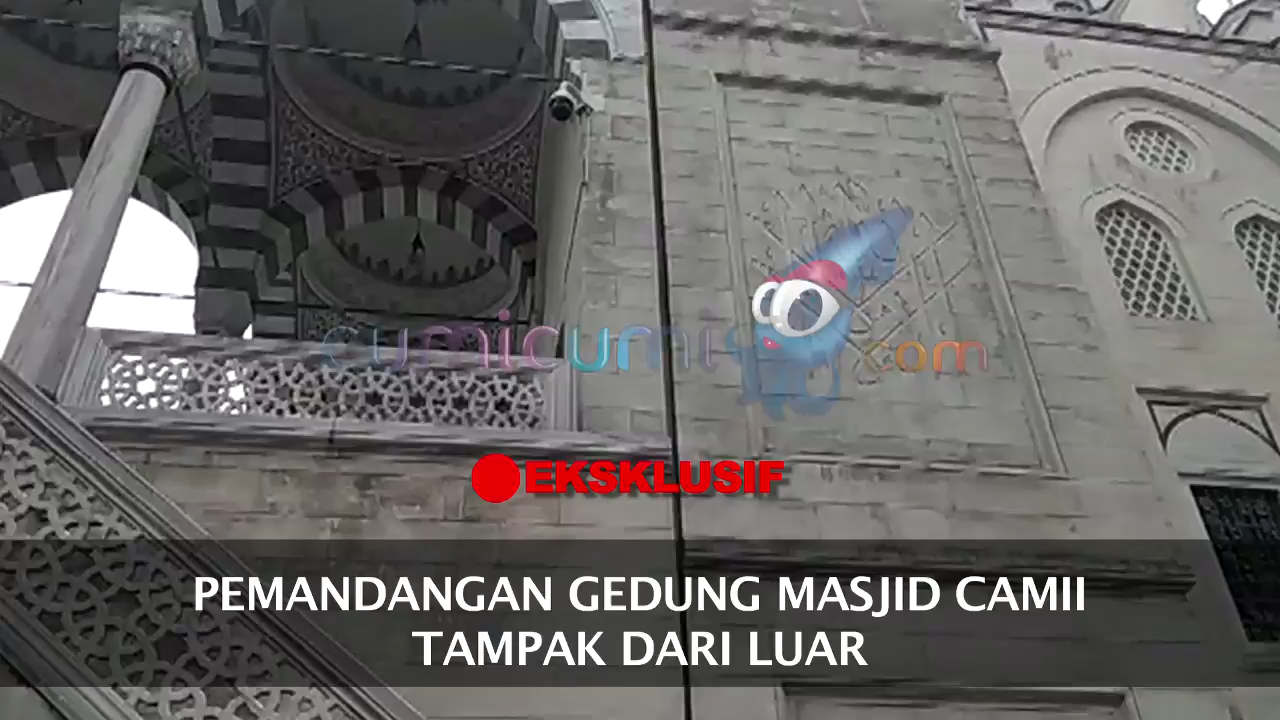 cumicumi.com
EKSKLUSIF
PEMANDANGAN GEDUNG MASJID CAMII
TAMPAK DARI LUAR